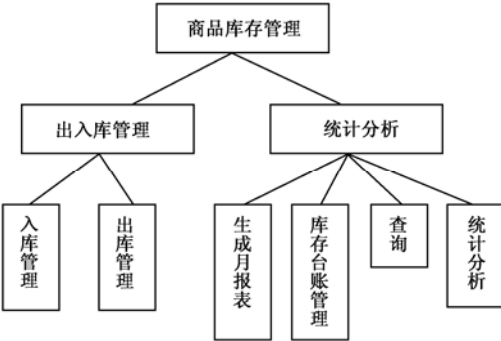 商品库存管理
出入库管理
统计分析
入库管理
出库管理
生成月报表
库存台账管理
查询
统计分析